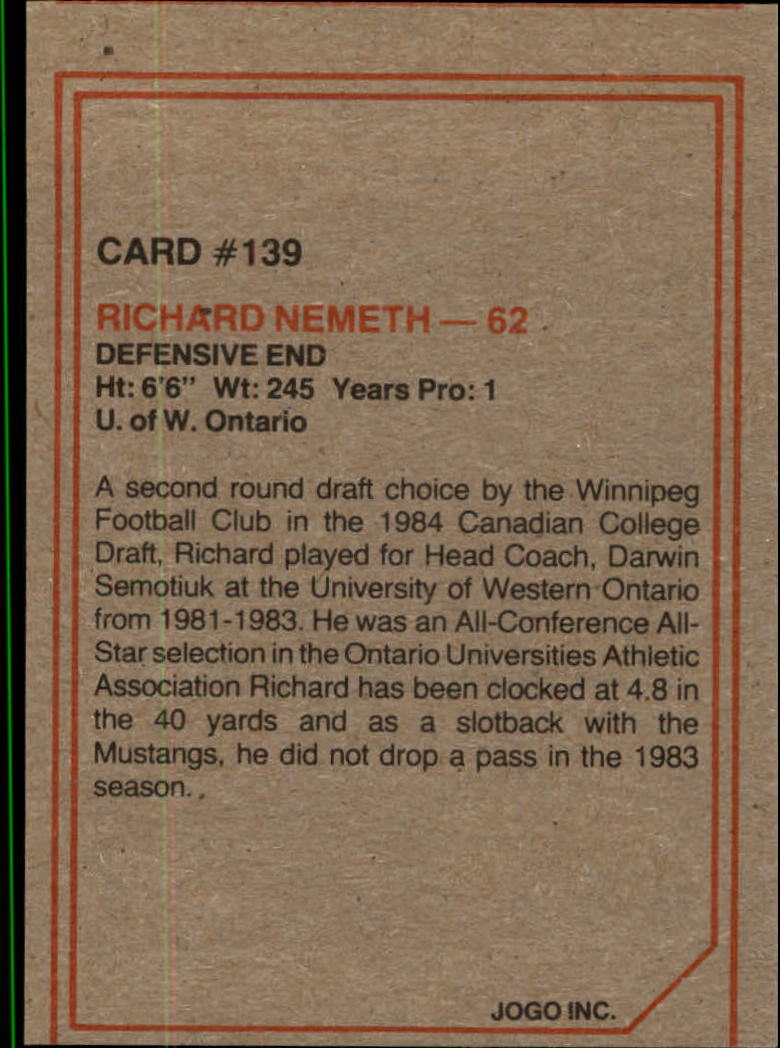 CARD #139
RICHARD NEMETH — 62
DEFENSIVE END
Ht: 6'6" Wt: 245 Years Pro: 1
U. of W. Ontario
A second round draft choice by the Winnipeg
Football Club in the 1984 Canadian College
Draft, Richard played for Head Coach, Darwin
Semotiuk at the University of Western Ontario
from 1981-1983. He was an All-Conference All-
Star selection in the Ontario Universities Athletic
Association Richard has been clocked at 4.8 in
the 40 yards and as a slotback with the
Mustangs, he did not drop a pass in the 1983
season.
JOGO INC.